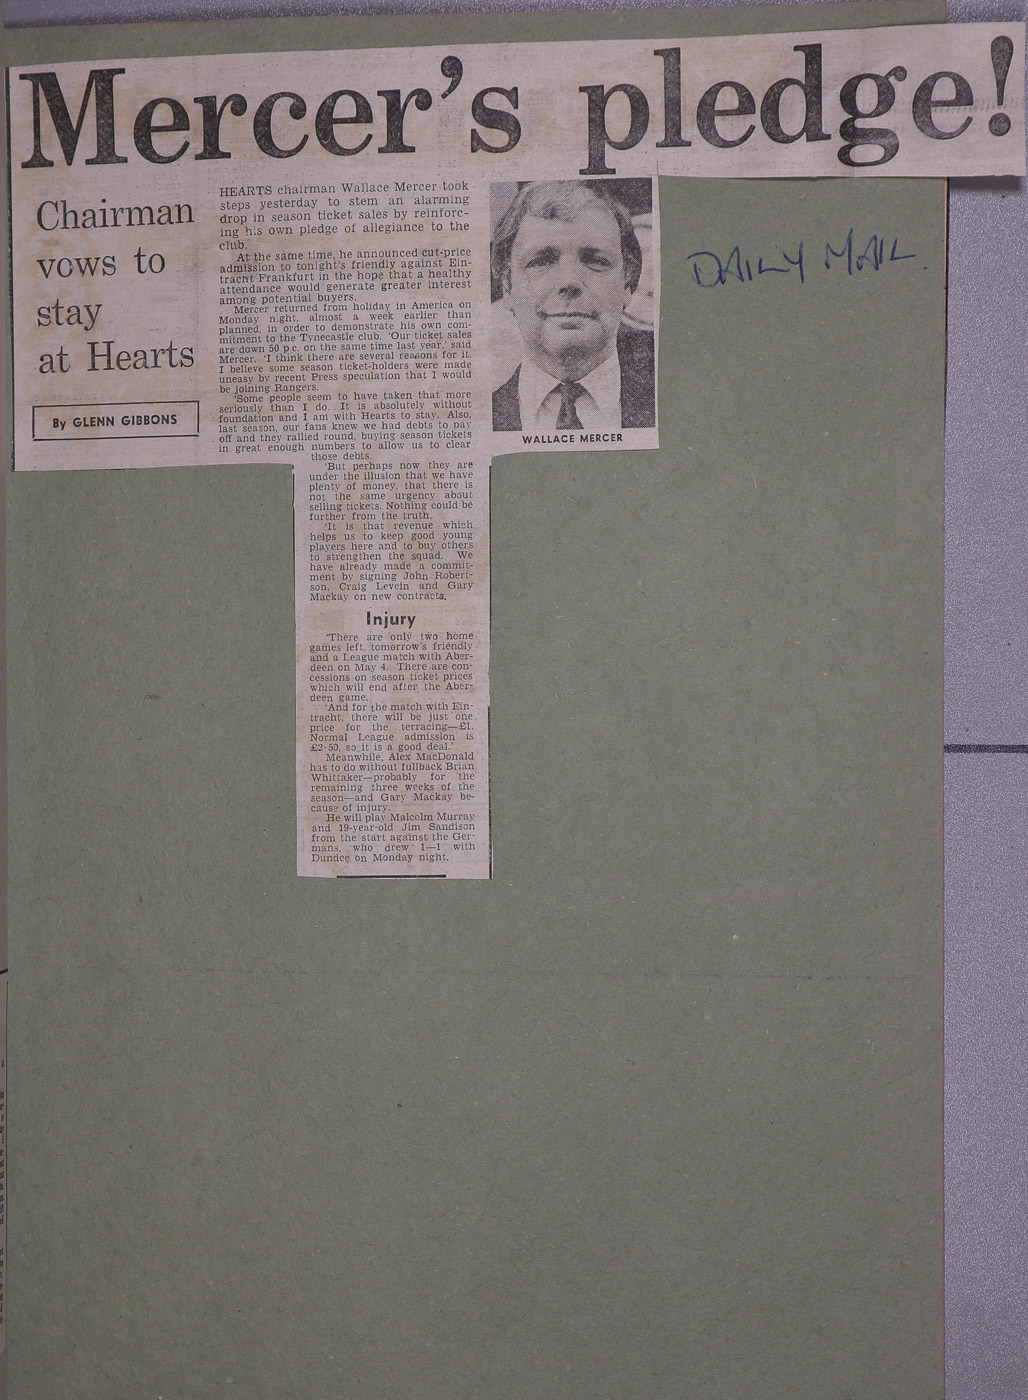 Mercer's pledge!
Chairman
vows to
stay
at Hearts
By GLENN GIBBONS
HEARTS chairman Wallace Mercer took
steps yesterday to stem an alarming
drop in season ticket sales by reinforc-
ing his own pledge of allegiance to the
club.
At the same time, he announced cut-price
admission to tonight's friendly against Ein-
tracht Frankfurt in the hope that a healthy
attendance would generate greater interest
among potential buyers.
Mercer returned from holiday in America on
Monday night, almost a week earlier than
planned, in order to demonstrate his own com-
mitment to the Tynecastle club. 'Our ticket sales
are down 50 p.c. on the same time last year,' said
Mercer. 'I think there are several reasons for it.
I believe some season ticket-holders were made
uneasy by recent Press speculation that I would
be joining Rangers.
'Some people seem to have taken that more
seriously than I do. It is absolutely without
foundation and I am with Hearts to stay. Also,
last season, our fans knew we had debts to pay
off and they rallied round, buying season tickets
in great enough numbers to allow us to clear
those debts.
'But perhaps now they are
under the illusion that we have
plenty of money, that there is
not the same urgency about
selling tickets. Nothing could be
further from the truth.
'It is that revenue which
helps us to keep good young
players here and to buy others
to strengthen the squad. We
have already made a commit-
ment by signing John Robert-
son, Craig Levein and Gary
Mackay on new contracts.
Injury
'There are only two home
games left, tomorrow's friendly
and a League match with Aber-
deen on May 4. There are con-
cessions on season ticket prices
which will end after the Aber-
deen game.
'And for the match with Ein-
tracht, there will be just one
price for the terracing—£1.
Normal League admission is
£2·50, so it is a good deal.'
Meanwhile, Alex MacDonald
has to do without fullback Brian
Whittaker—probably for the
remaining three weeks of the
season—and Gary Mackay be-
cause of injury.
He will play Malcolm Murray
and 19-year-old Jim Sandison
from the start against the Ger-
mans, who drew 1—1 with
Dundee on Monday night.
WALLACE MERCER
DAILY MAIL.